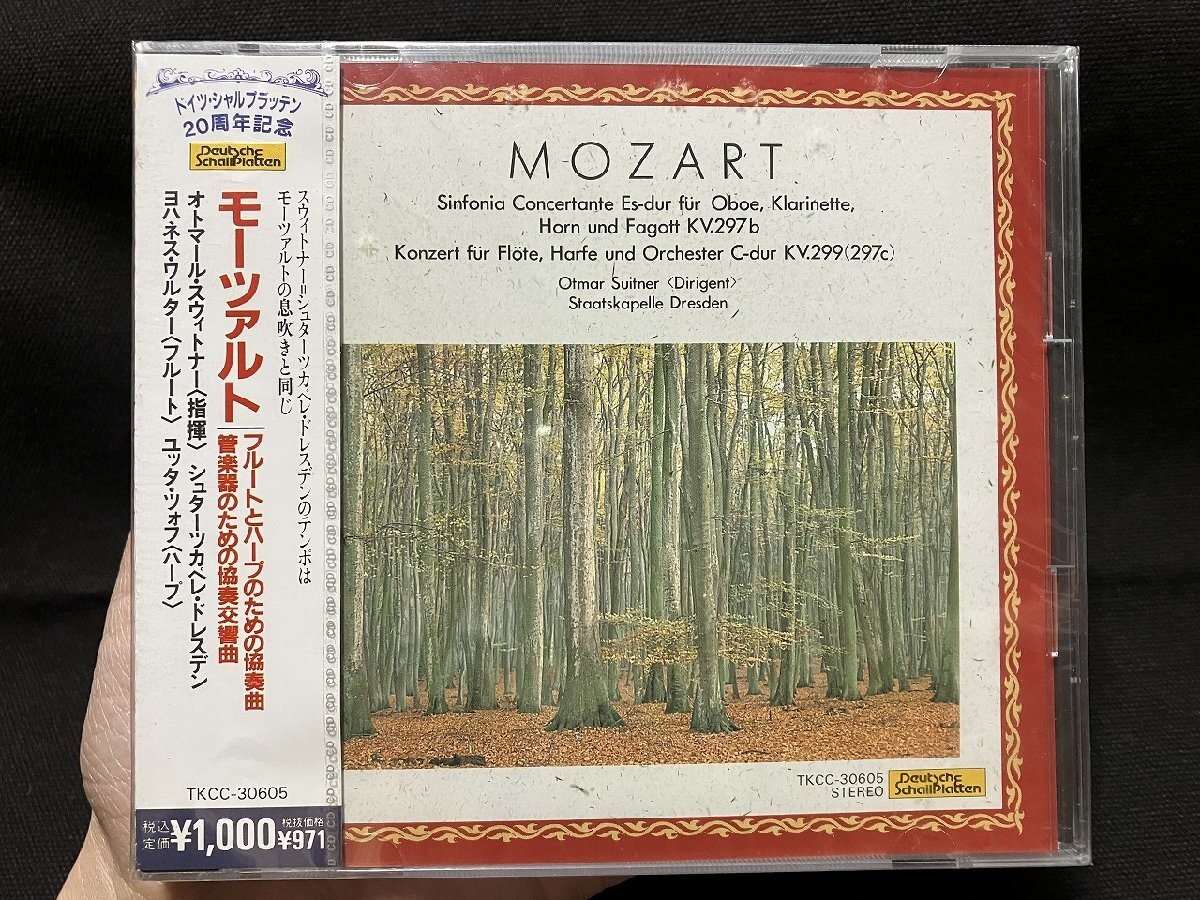 ドイツ・シャルプラッテン
20周年記念
Deutsche
Schallplatten
スウィトナー=シュターツカペレ・ドレスデンのテンポは
モーツァルトの息吹きと同じ
モーツァルト
フルートとハープのための協奏曲
管楽器のための協奏交響曲
オトマール・スウィトナー〈指揮〉 シュターツカペレ・ドレスデン
ヨハネス・ワルター〈フルート〉 ユッタ・ツォフ〈ハープ〉
TKCC-30605
税込
定価
¥1,000
税抜価格
¥971
MOZART
Sinfonia Concertante Es-dur für Oboe, Klarinette,
Horn und Fagott KV.297b
Konzert für Flöte, Harfe und Orchester C-dur KV.299(297c)
Otmar Suitner 〈Dirigent〉
Staatskapelle Dresden
TKCC-30605
STEREO
Deutsche
Schallplatten